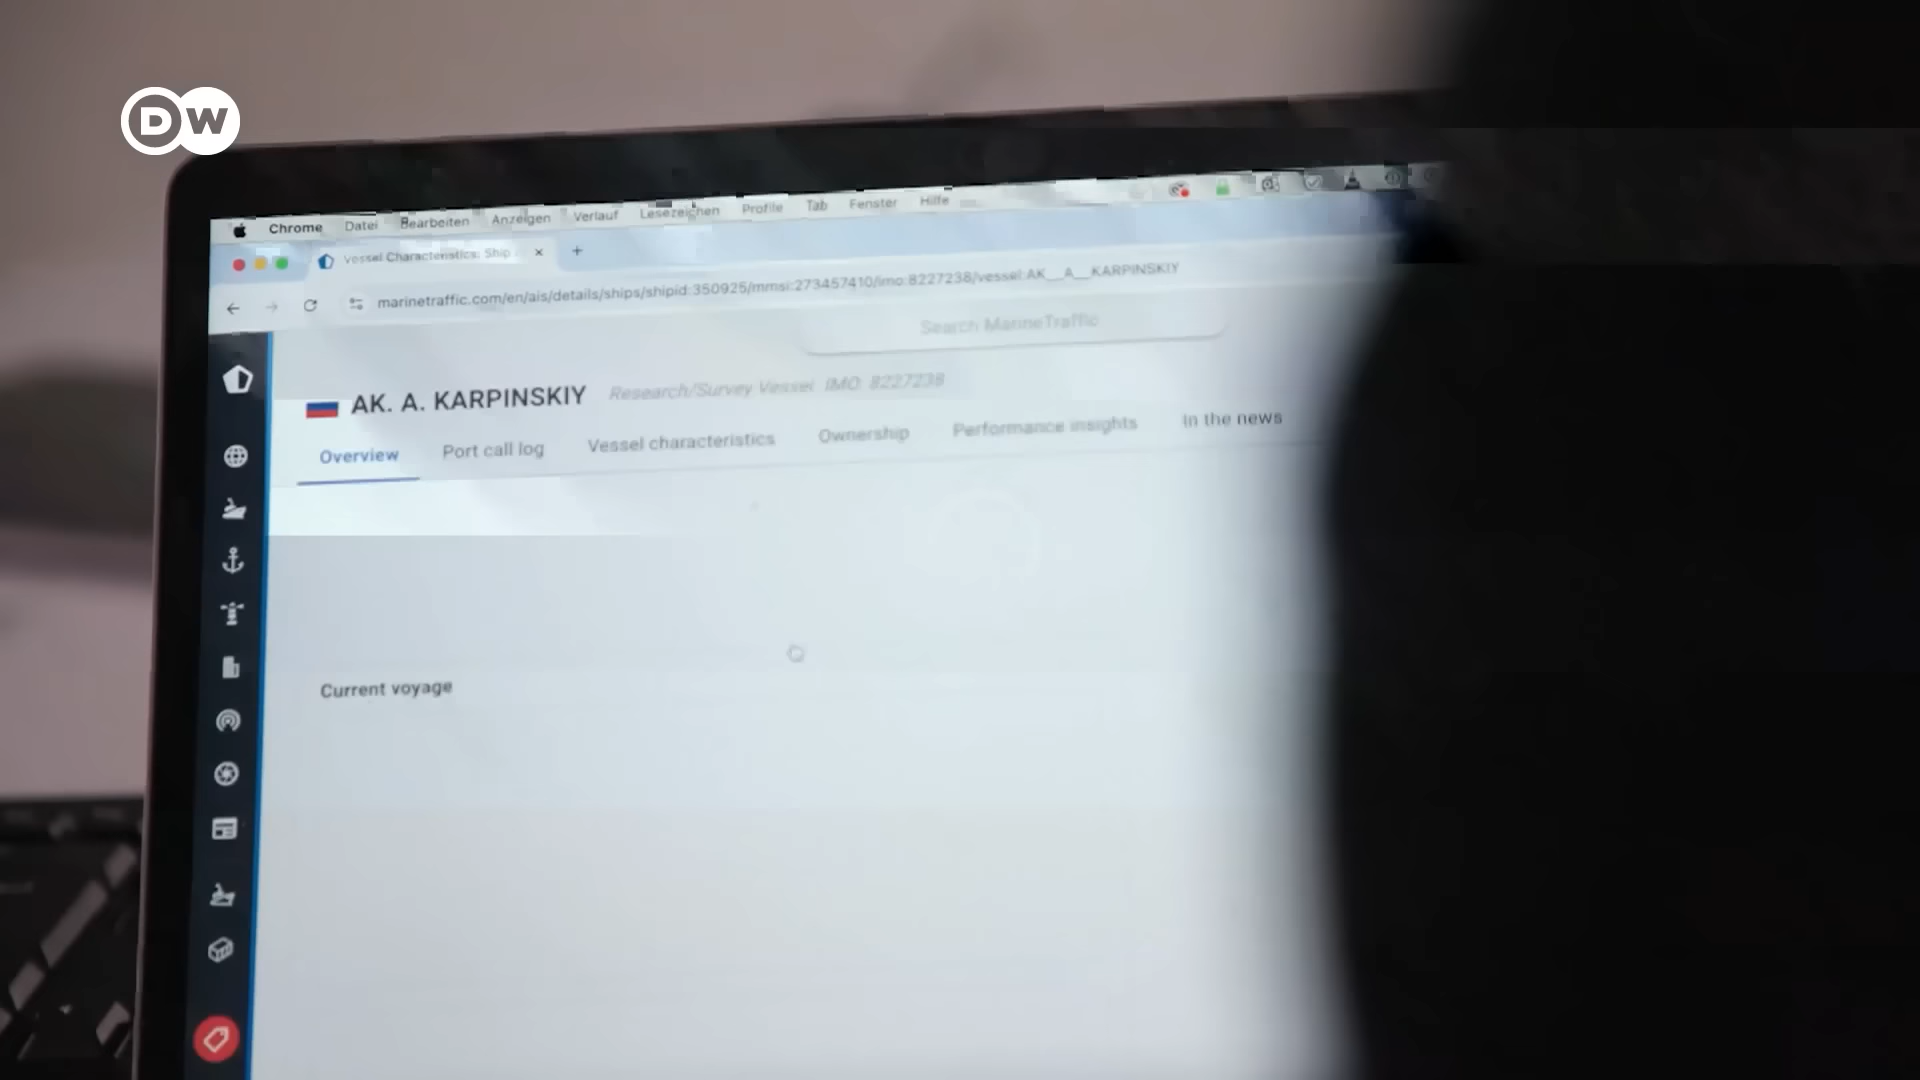 DW
Chrome Datei Bearbeiten Anzeigen Verlauf Lesezeichen Profile Tab Fenster Hilfe
Vessel Characteristics: Ship
marinetraffic.com/en/ais/details/ships/shipid:350925/mmsi:273457410/imo:8227238/vessel:AK__A__KARPINSKIY
Search MarineTraffic
AK. A. KARPINSKIY Research/Survey Vessel IMO: 8227238
Overview Port call log Vessel characteristics Ownership Performance insights In the news
Current voyage